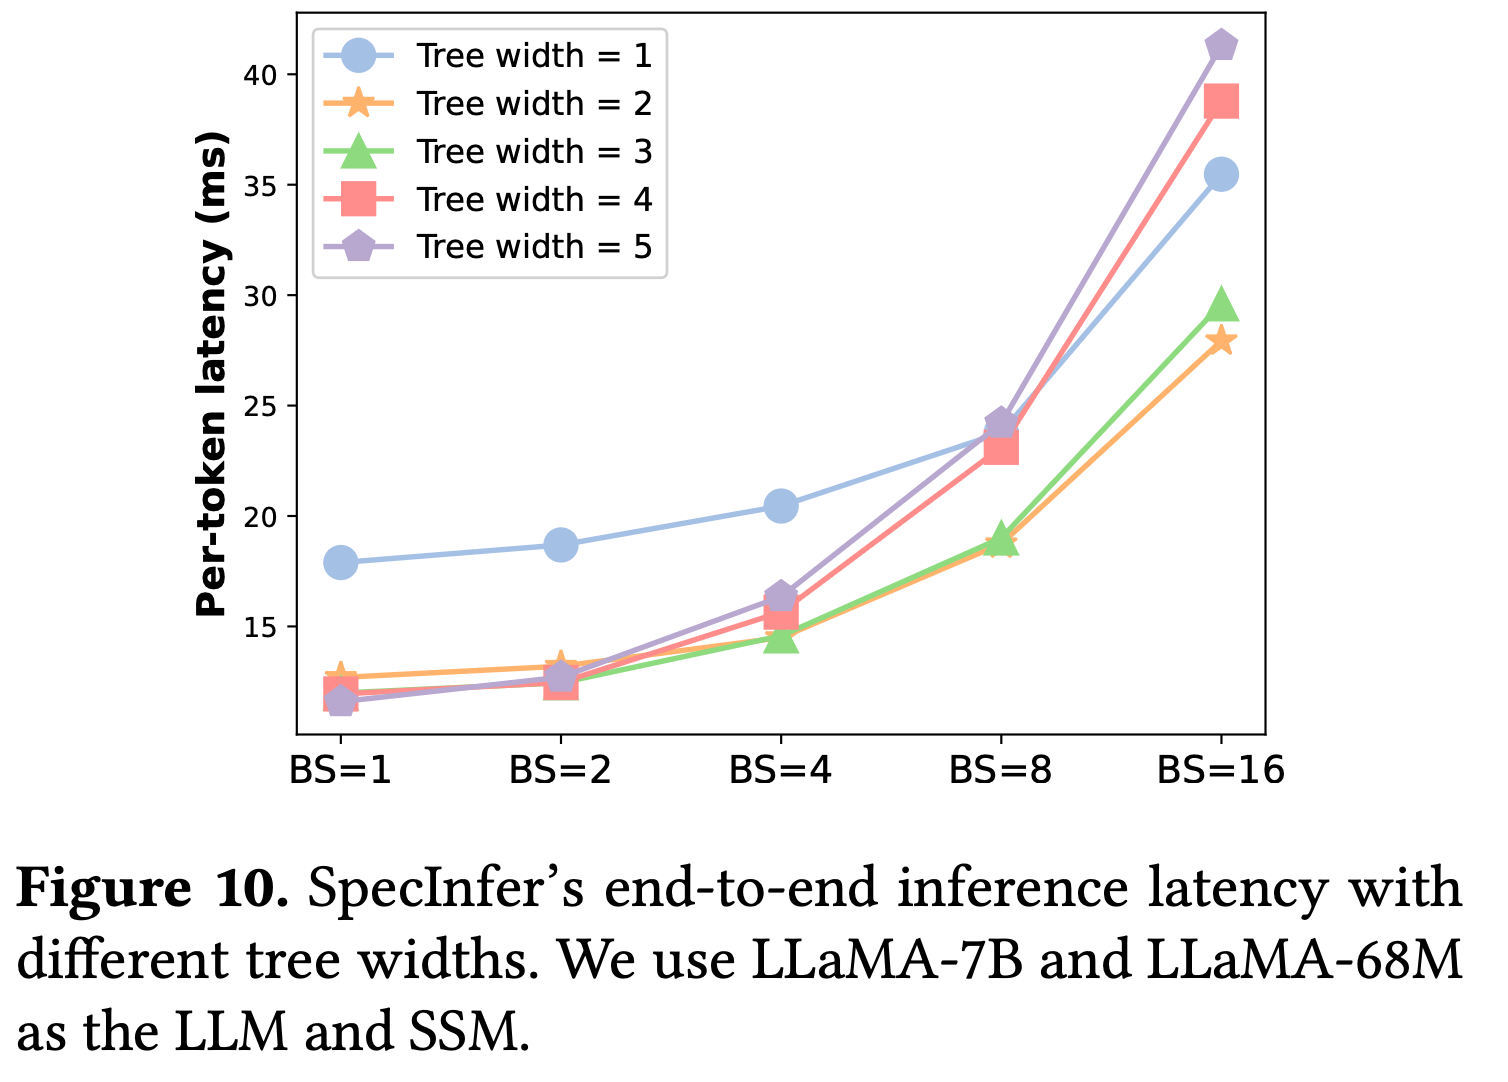 Tree width = 1
Tree width = 2
Tree width = 3
Tree width = 4
Tree width = 5
Per-token latency (ms)
40
35
30
25
20
15
BS=1 BS=2 BS=4 BS=8 BS=16
Figure 10. SpecInfer’s end-to-end inference latency with
different tree widths. We use LLaMA-7B and LLaMA-68M
as the LLM and SSM.